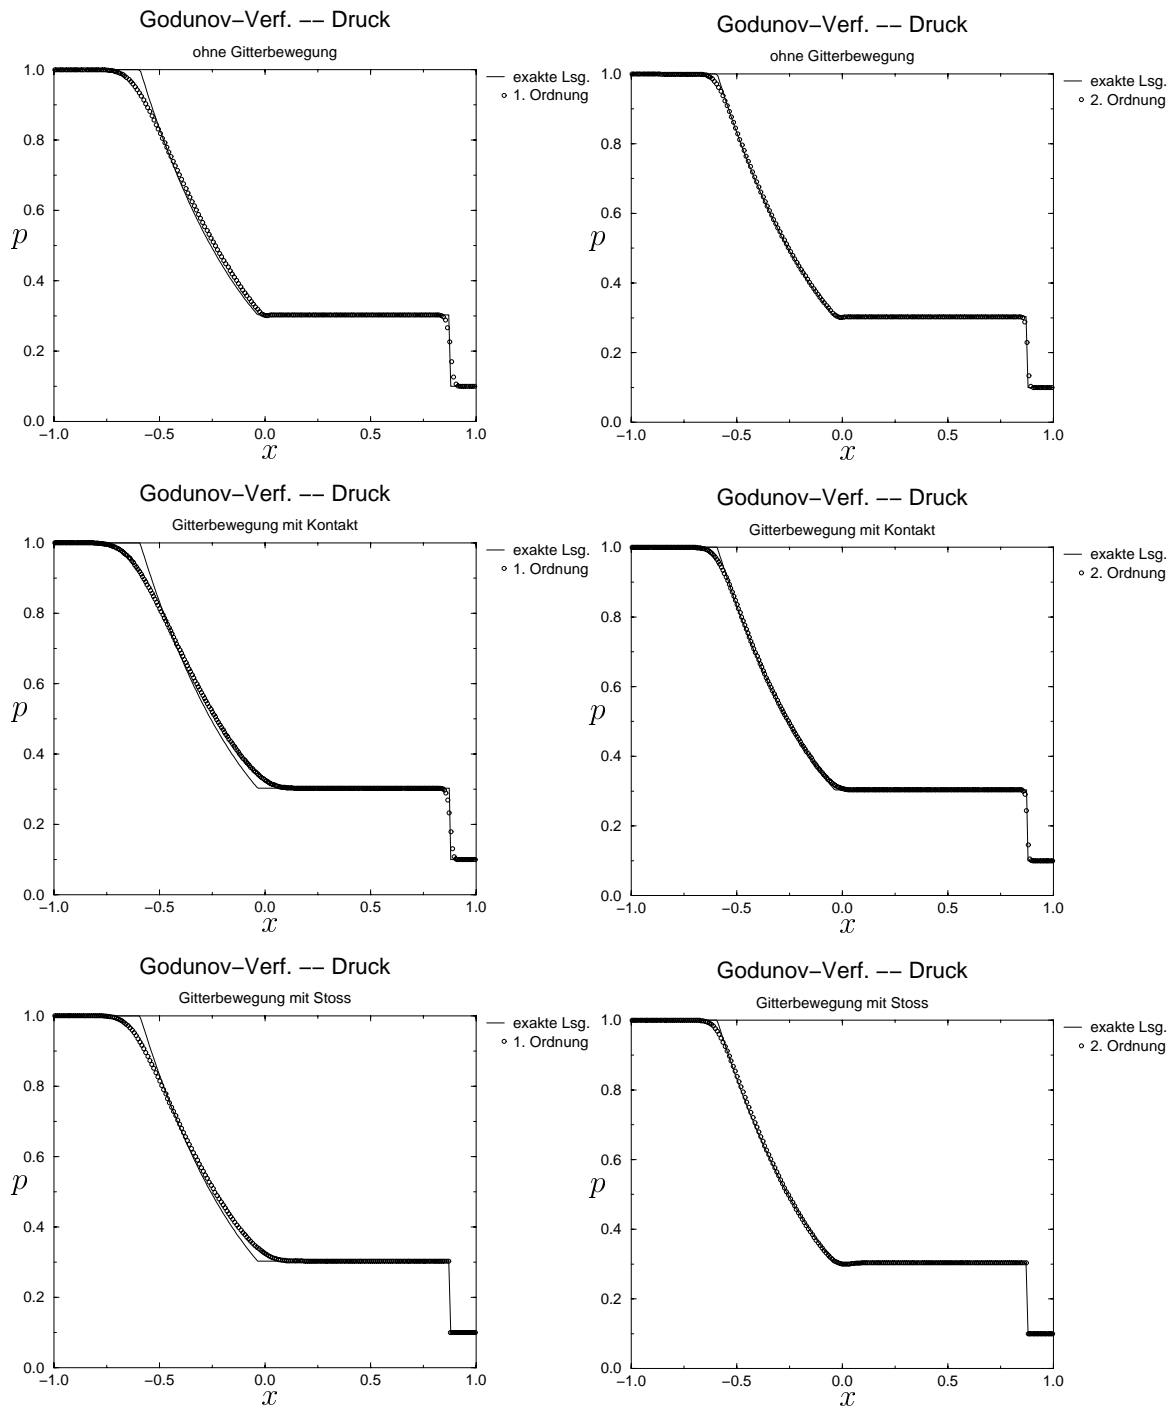 Godunov–Verf. –– Druck
ohne Gitterbewegung
exakte Lsg.
1. Ordnung
1.0
0.8
0.6
p
0.4
0.2
0.0
−1.0 −0.5 0.0 0.5 1.0
x
Godunov–Verf. –– Druck
ohne Gitterbewegung
exakte Lsg.
2. Ordnung
1.0
0.8
0.6
p
0.4
0.2
0.0
−1.0 −0.5 0.0 0.5 1.0
x
Godunov–Verf. –– Druck
Gitterbewegung mit Kontakt
exakte Lsg.
1. Ordnung
1.0
0.8
0.6
p
0.4
0.2
0.0
−1.0 −0.5 0.0 0.5 1.0
x
Godunov–Verf. –– Druck
Gitterbewegung mit Kontakt
exakte Lsg.
2. Ordnung
1.0
0.8
0.6
p
0.4
0.2
0.0
−1.0 −0.5 0.0 0.5 1.0
x
Godunov–Verf. –– Druck
Gitterbewegung mit Stoss
exakte Lsg.
1. Ordnung
1.0
0.8
0.6
p
0.4
0.2
0.0
−1.0 −0.5 0.0 0.5 1.0
x
Godunov–Verf. –– Druck
Gitterbewegung mit Stoss
exakte Lsg.
2. Ordnung
1.0
0.8
0.6
p
0.4
0.2
0.0
−1.0 −0.5 0.0 0.5 1.0
x